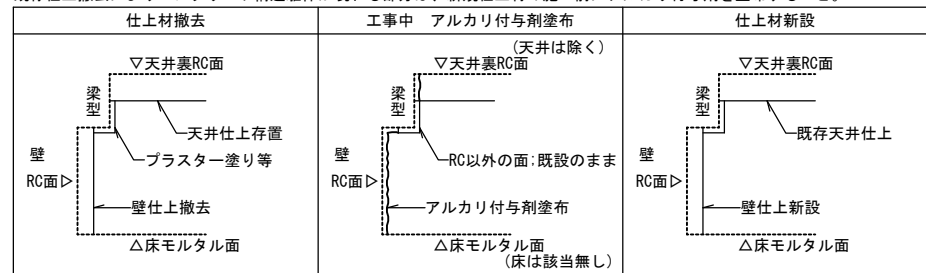 仕上材撤去
▽天井裏RC面
梁型
天井仕上存置
プラスター塗り等
壁
RC面▷
壁仕上撤去
△床モルタル面
工事中 アルカリ付与剤塗布
(天井は除く)
▽天井裏RC面
梁型
壁
RC以外の面;既設のまま
RC面▷
アルカリ付与剤塗布
△床モルタル面
(床は該当無し)
仕上材新設
▽天井裏RC面
梁型
既存天井仕上
壁
RC面▷
壁仕上新設
△床モルタル面